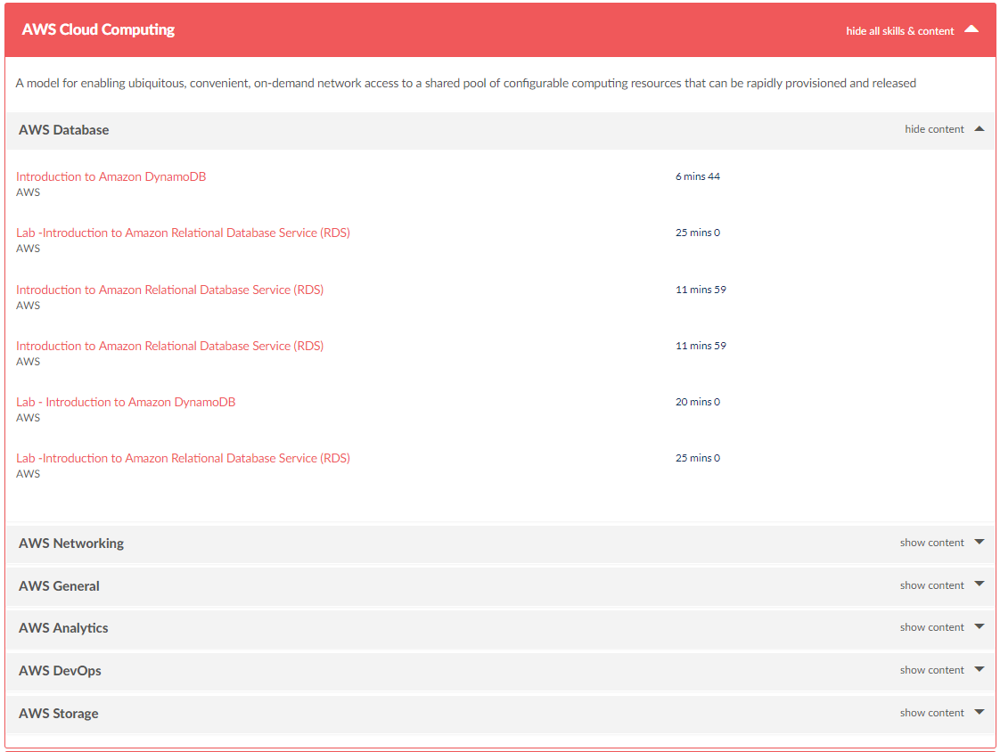 AWS Cloud Computing hide all skills & content
A model for enabling ubiquitous, convenient, on-demand network access to a shared pool of configurable computing resources that can be rapidly provisioned and released
AWS Database hide content
Introduction to Amazon DynamoDB 6 mins 44
AWS
Lab -Introduction to Amazon Relational Database Service (RDS) 25 mins 0
AWS
Introduction to Amazon Relational Database Service (RDS) 11 mins 59
AWS
Introduction to Amazon Relational Database Service (RDS) 11 mins 59
AWS
Lab - Introduction to Amazon DynamoDB 20 mins 0
AWS
Lab -Introduction to Amazon Relational Database Service (RDS) 25 mins 0
AWS
AWS Networking show content
AWS General show content
AWS Analytics show content
AWS DevOps show content
AWS Storage show content